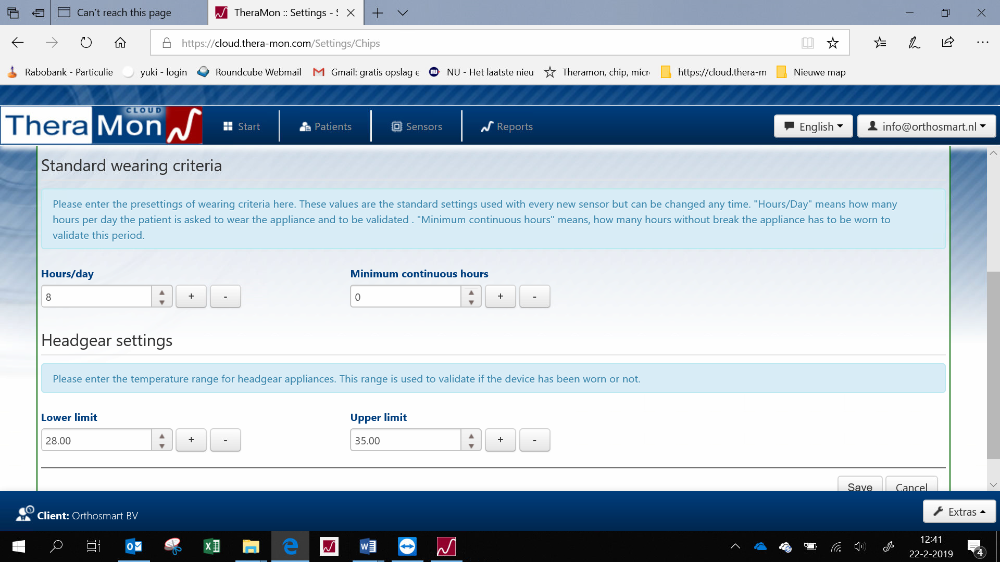 Can't reach this page
TheraMon :: Settings - S
https://cloud.thera-mon.com/Settings/Chips
Rabobank - Particulie
yuki - login
Roundcube Webmail
Gmail: gratis opslag e
NU - Het laatste nieu
Theramon, chip, micr
https://cloud.thera-m
Nieuwe map
TheraMon CLOUD
Start
Patients
Sensors
Reports
English
info@orthosmart.nl
Standard wearing criteria
Please enter the presettings of wearing criteria here. These values are the standard settings used with every new sensor but can be changed any time. "Hours/Day" means how many
hours per day the patient is asked to wear the appliance and to be validated . "Minimum continuous hours" means, how many hours without break the appliance has to be worn to
validate this period.
Hours/day
Minimum continuous hours
8 + -
0 + -
Headgear settings
Please enter the temperature range for headgear appliances. This range is used to validate if the device has been worn or not.
Lower limit
Upper limit
28.00 + -
35.00 + -
Save
Cancel
Client: Orthosmart BV
Extras
12:41
22-2-2019
4